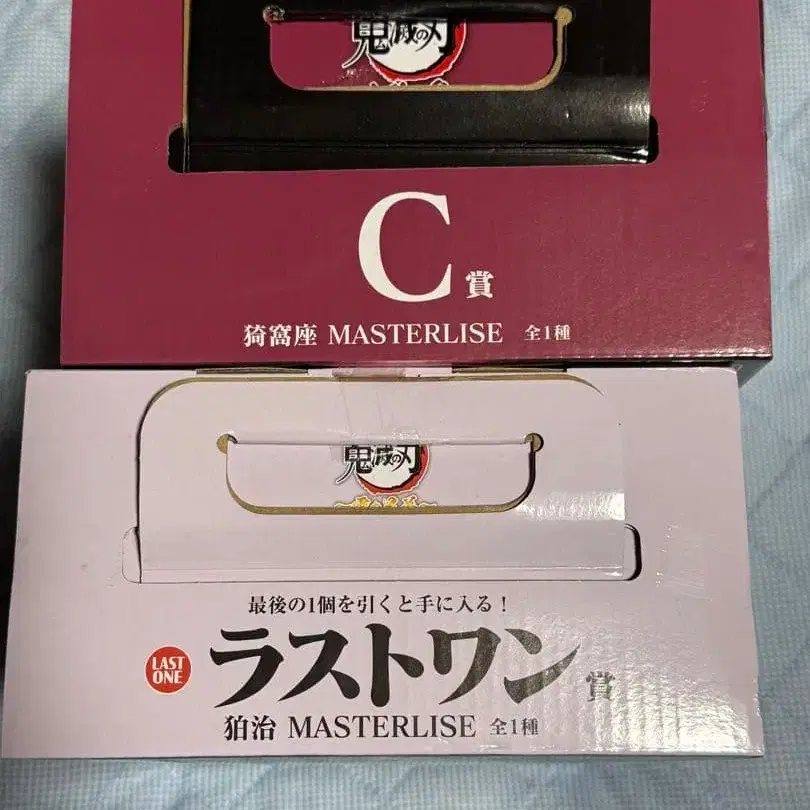 鬼滅の刃
C賞
猗窩座 MASTERLISE 全1種
鬼滅の刃
最後の1個を引くと手に入る!
LAST
ONE
ラストワン賞
狛治 MASTERLISE 全1種